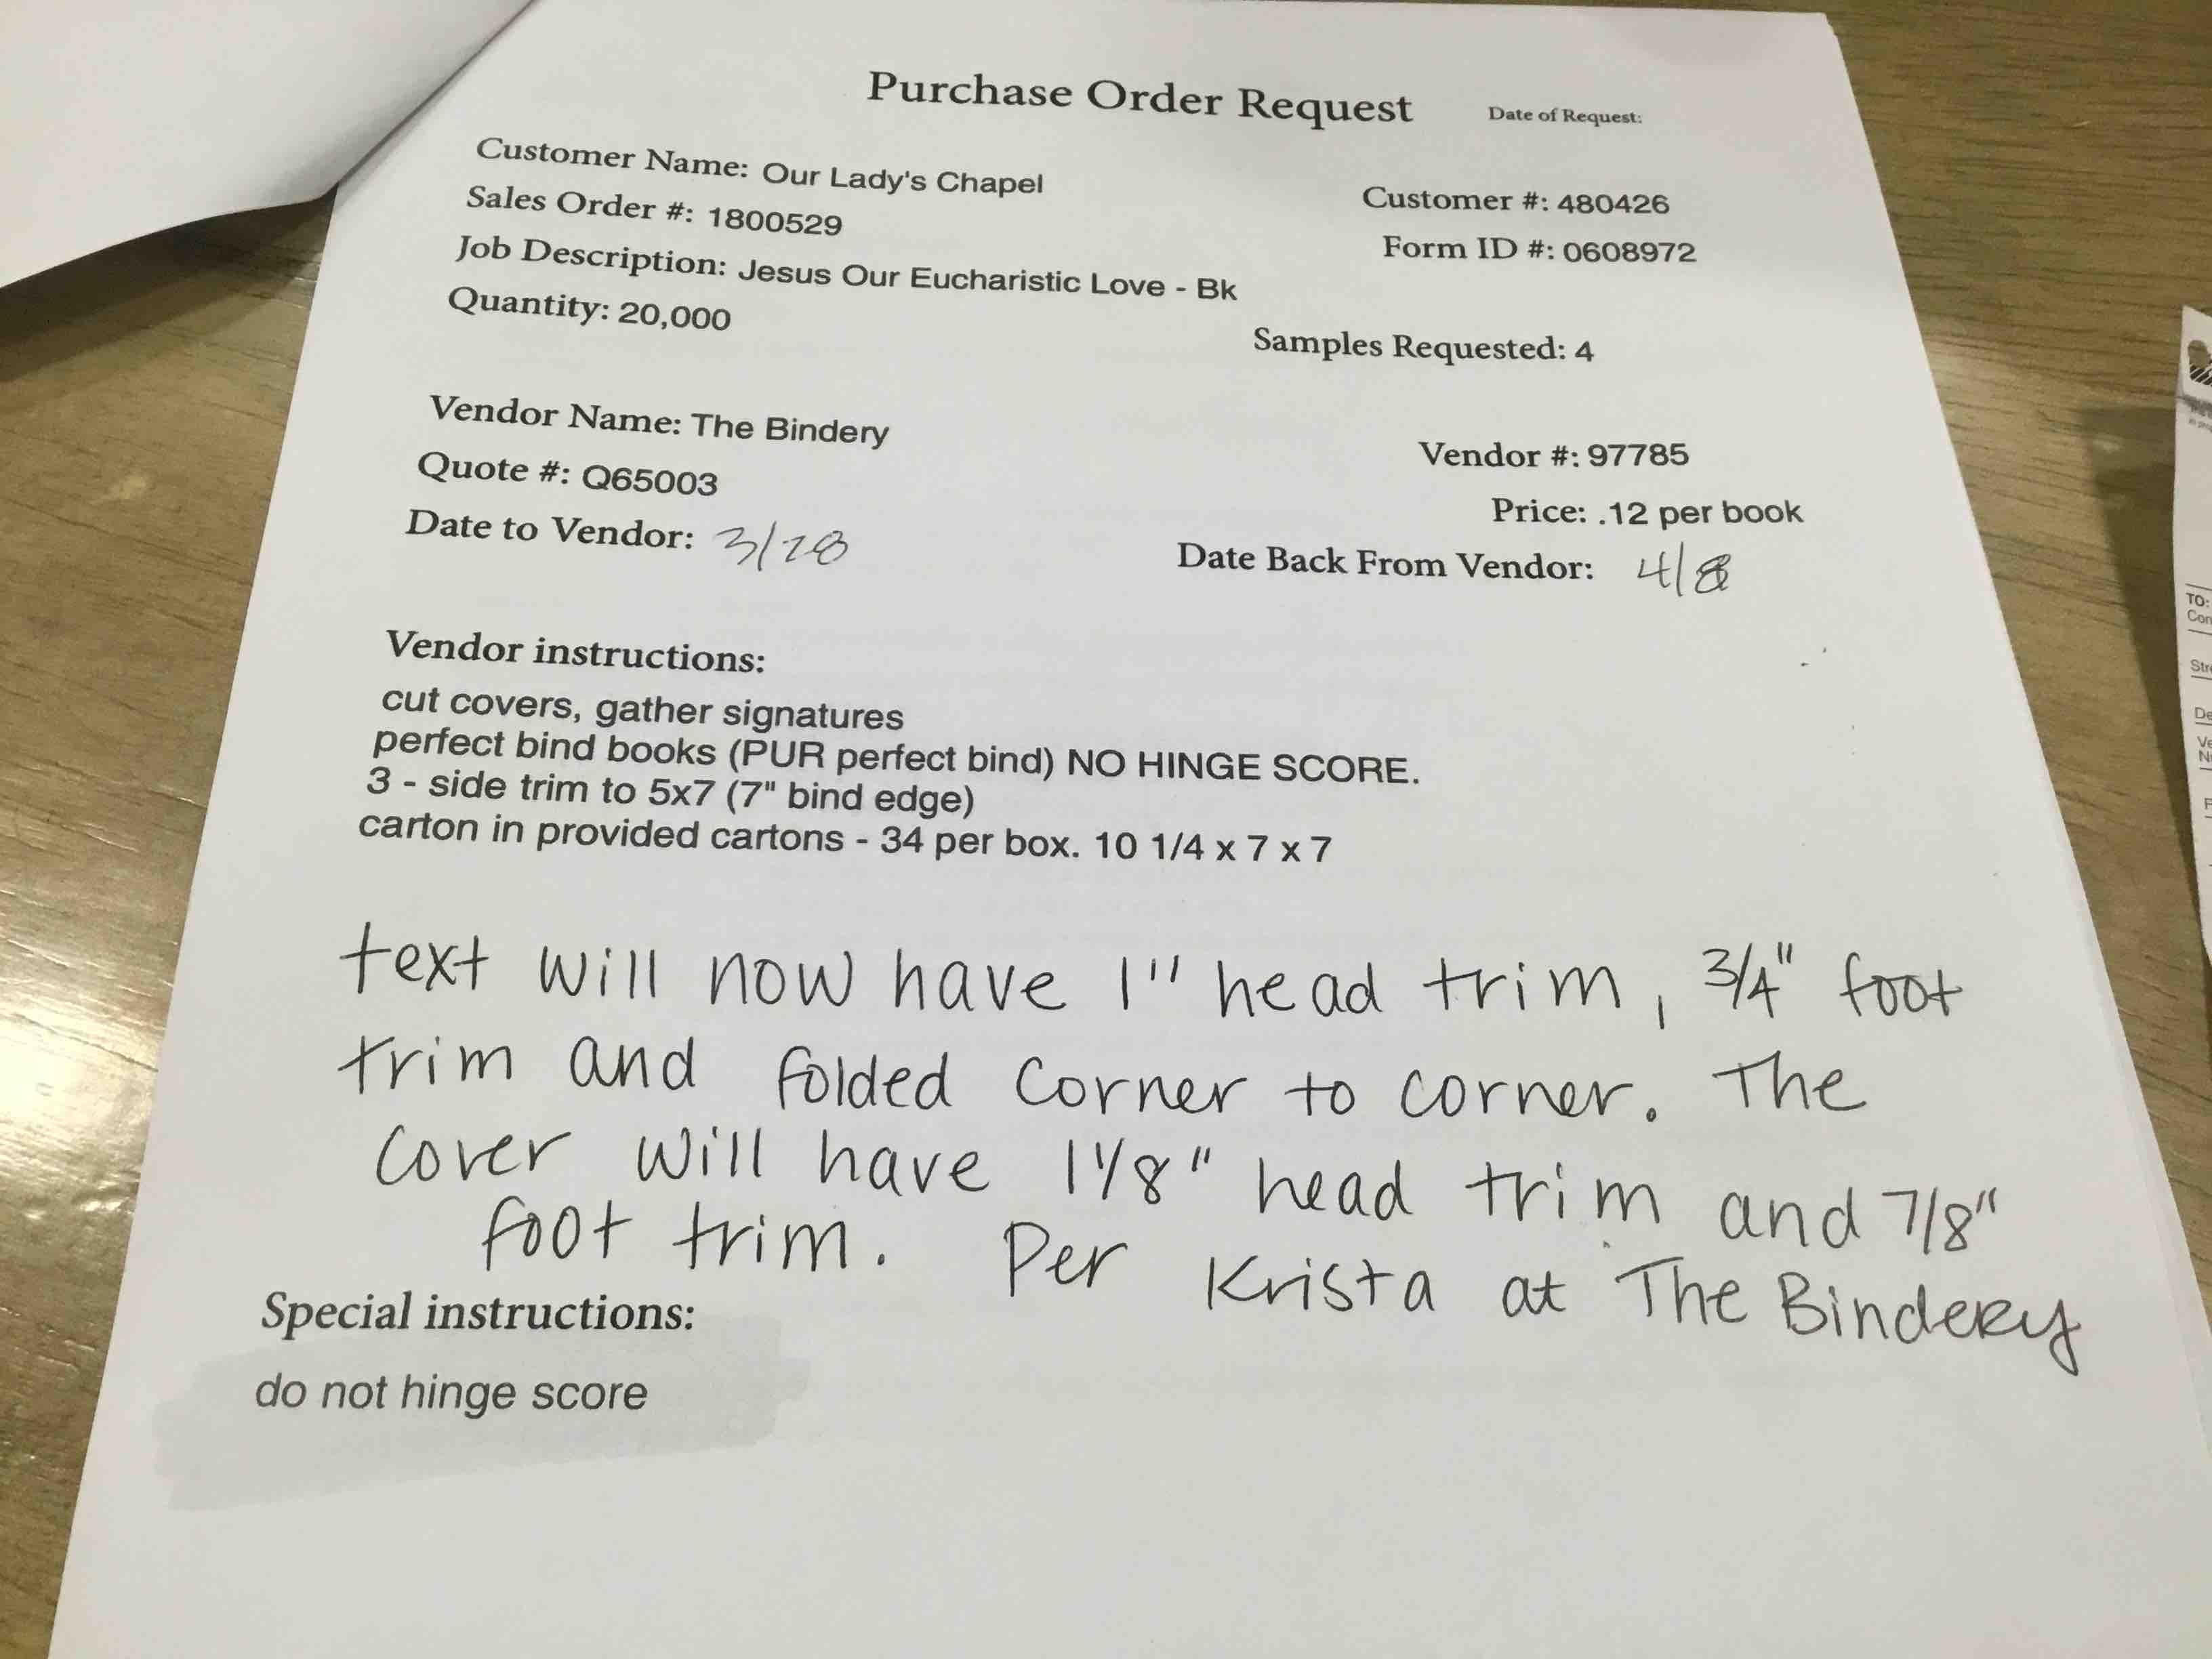 Purchase Order Request
Date of Request:
Customer Name: Our Lady's Chapel
Customer #: 480426
Sales Order #: 1800529
Form ID #: 0608972
Job Description: Jesus Our Eucharistic Love - Bk
Quantity: 20,000
Samples Requested: 4
Vendor Name: The Bindery
Vendor #: 97785
Quote #: Q65003
Price: .12 per book
Date to Vendor: 3/28
Date Back From Vendor: 4/8
Vendor instructions:
cut covers, gather signatures
perfect bind books (PUR perfect bind) NO HINGE SCORE.
3 - side trim to 5x7 (7" bind edge)
carton in provided cartons - 34 per box. 10 1/4 x 7 x 7
text will now have 1" head trim, 3/4" foot
trim and folded corner to corner. The
cover will have 1 1/8" head trim and 7/8"
foot trim. Per Krista at The Bindery
Special instructions:
do not hinge score
TO: